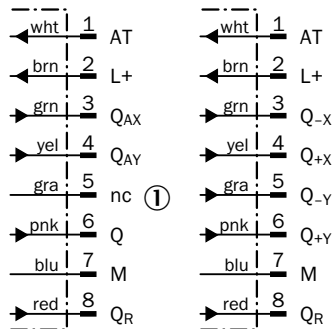 wht 1 AT
brn 2 L+
grn 3 QAX
yel 4 QAY
gra 5 nc ①
pnk 6 Q
blu 7 M
red 8 QR
wht 1 AT
brn 2 L+
grn 3 Q–X
yel 4 Q+X
gra 5 Q–Y
pnk 6 Q+Y
blu 7 M
red 8 QR